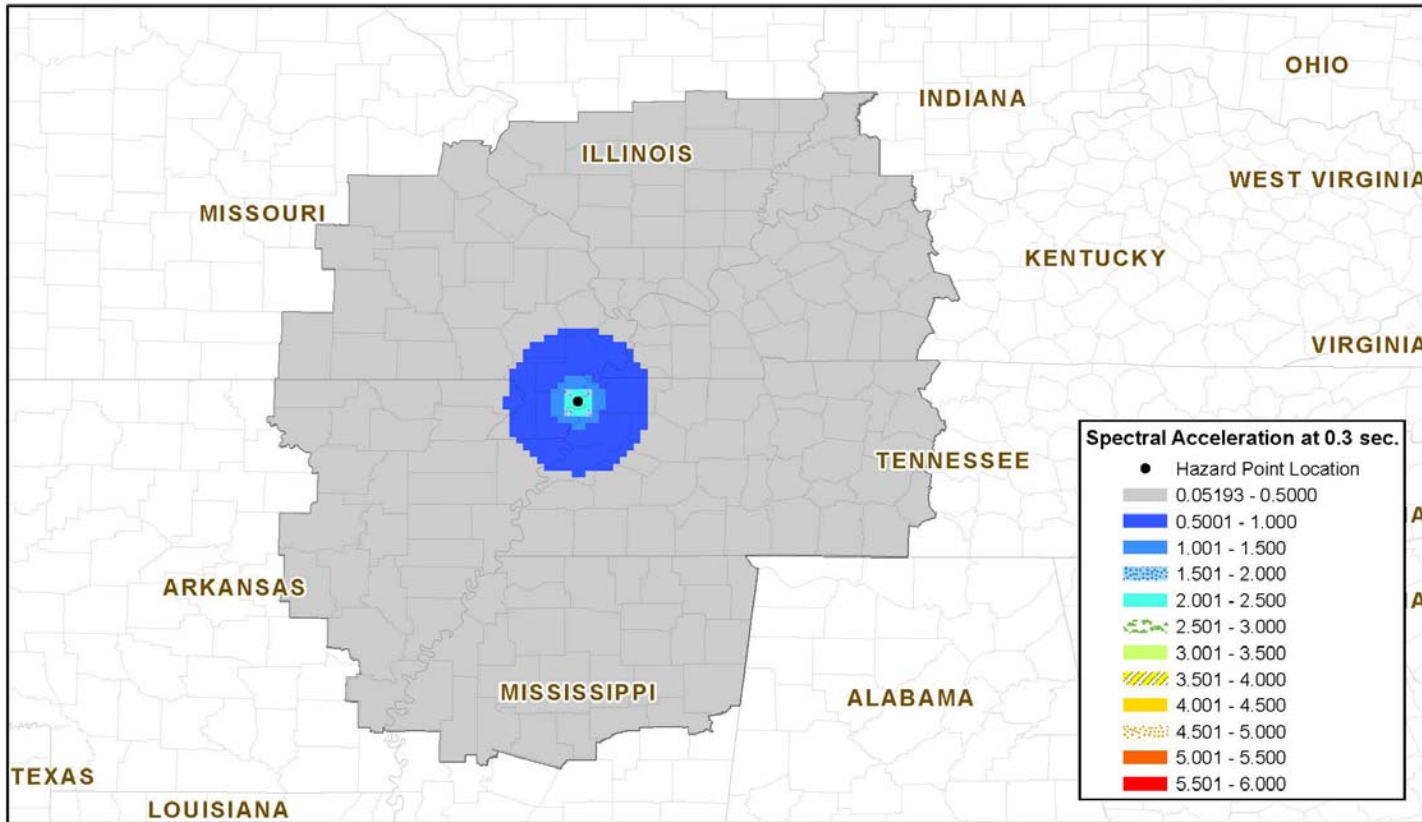 OHIO
INDIANA
ILLINOIS
WEST VIRGINIA
MISSOURI
KENTUCKY
VIRGINIA
TENNESSEE
ARKANSAS
MISSISSIPPI
ALABAMA
TEXAS
LOUISIANA
Spectral Acceleration at 0.3 sec.
Hazard Point Location
0.05193 - 0.5000
0.5001 - 1.000
1.001 - 1.500
1.501 - 2.000
2.001 - 2.500
2.501 - 3.000
3.001 - 3.500
3.501 - 4.000
4.001 - 4.500
4.501 - 5.000
5.001 - 5.500
5.501 - 6.000